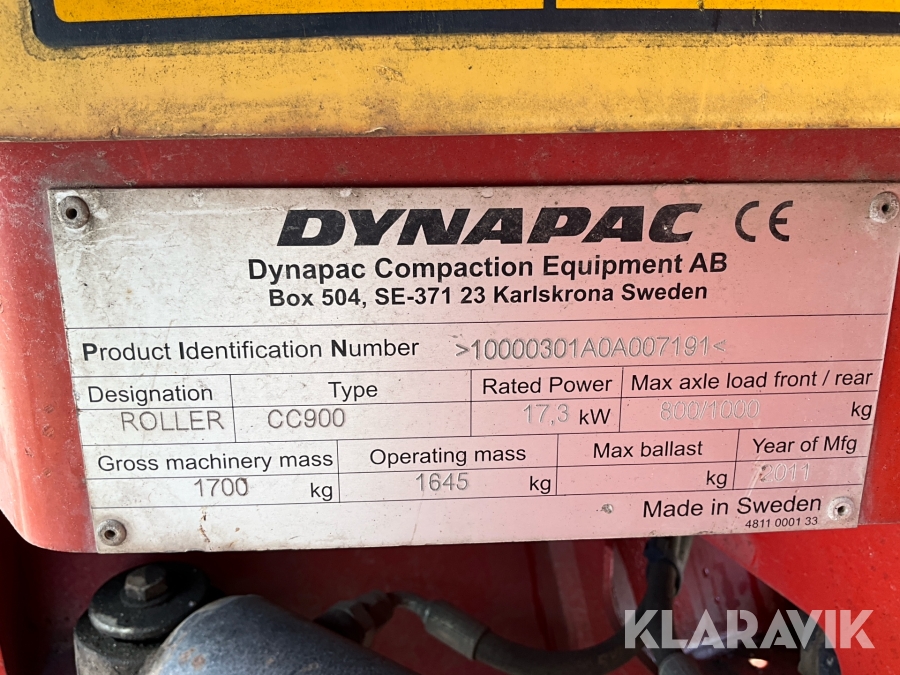 DYNAPAC CE
Dynapac Compaction Equipment AB
Box 504, SE-371 23 Karlskrona Sweden
Product Identification Number >10000301A0A007191<
Designation Type Rated Power Max axle load front / rear
ROLLER CC900 17,3 kW 800/1000 kg
Gross machinery mass Operating mass Max ballast Year of Mfg
1700 kg 1645 kg kg 2011
Made in Sweden
4811 0001 33
KLARAVIK